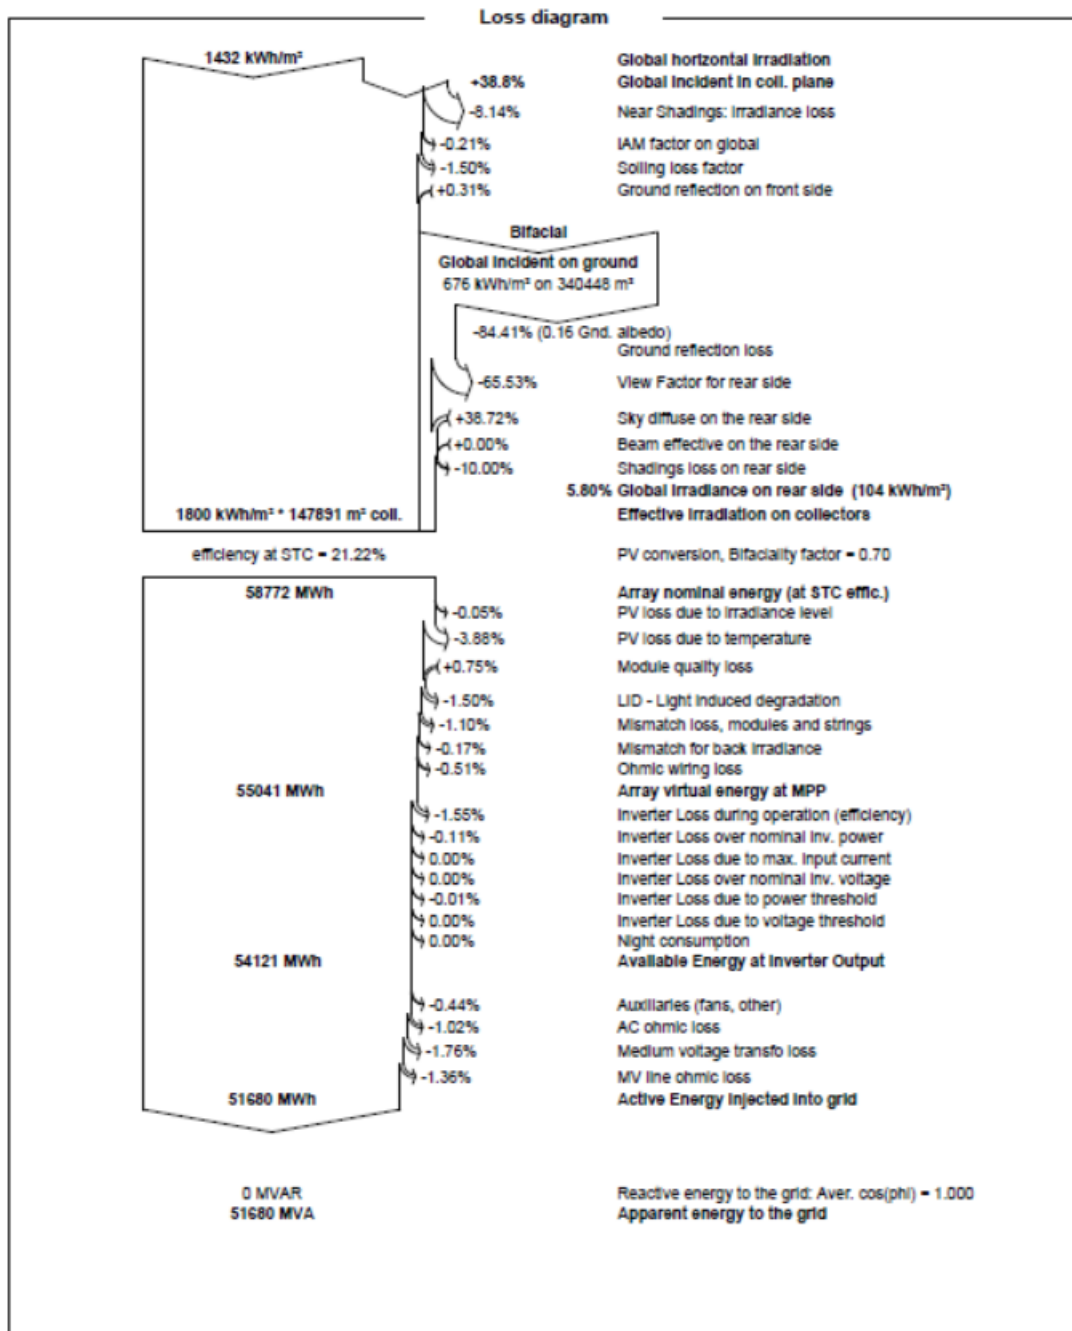 Loss diagram
1432 kWh/m² Global horizontal irradiation
+38.8% Global incident in coll. plane
-8.14% Near Shadings: irradiance loss
-0.21% IAM factor on global
-1.50% Soiling loss factor
+0.31% Ground reflection on front side
Bifacial
Global incident on ground
676 kWh/m² on 340448 m²
-84.41% (0.16 Gnd. albedo)
Ground reflection loss
-65.53% View Factor for rear side
+38.72% Sky diffuse on the rear side
+0.00% Beam effective on the rear side
-10.00% Shadings loss on rear side
5.80% Global Irradiance on rear side (104 kWh/m²)
1800 kWh/m² * 147891 m² coll. Effective irradiation on collectors
efficiency at STC = 21.22% PV conversion, Bifaciality factor = 0.70
58772 MWh Array nominal energy (at STC effic.)
-0.05% PV loss due to irradiance level
-3.88% PV loss due to temperature
+0.75% Module quality loss
-1.50% LID - Light induced degradation
-1.10% Mismatch loss, modules and strings
-0.17% Mismatch for back irradiance
-0.51% Ohmic wiring loss
55041 MWh Array virtual energy at MPP
-1.55% Inverter Loss during operation (efficiency)
-0.11% Inverter Loss over nominal inv. power
0.00% Inverter Loss due to max. input current
0.00% Inverter Loss over nominal inv. voltage
-0.01% Inverter Loss due to power threshold
0.00% Inverter Loss due to voltage threshold
0.00% Night consumption
54121 MWh Available Energy at Inverter Output
-0.44% Auxiliaries (fans, other)
-1.02% AC ohmic loss
-1.76% Medium voltage transfo loss
-1.36% MV line ohmic loss
51680 MWh Active Energy injected into grid
0 MVAR Reactive energy to the grid: Aver. cos(phi) = 1.000
51680 MVA Apparent energy to the grid